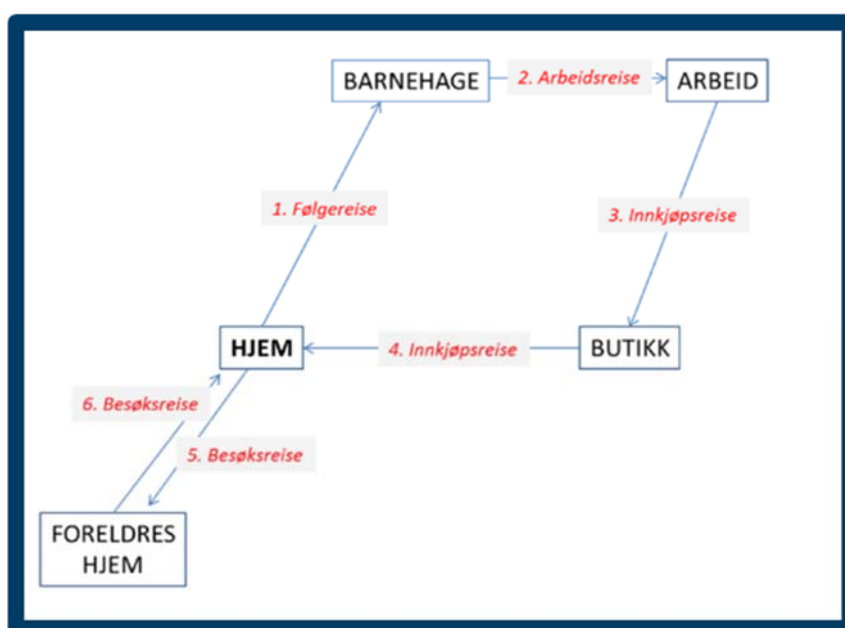 BARNEHAGE
2. Arbeidsreise
ARBEID
1. Følgereise
3. Innkjøpsreise
HJEM
4. Innkjøpsreise
BUTIKK
6. Besøksreise
5. Besøksreise
FORELDRES
HJEM